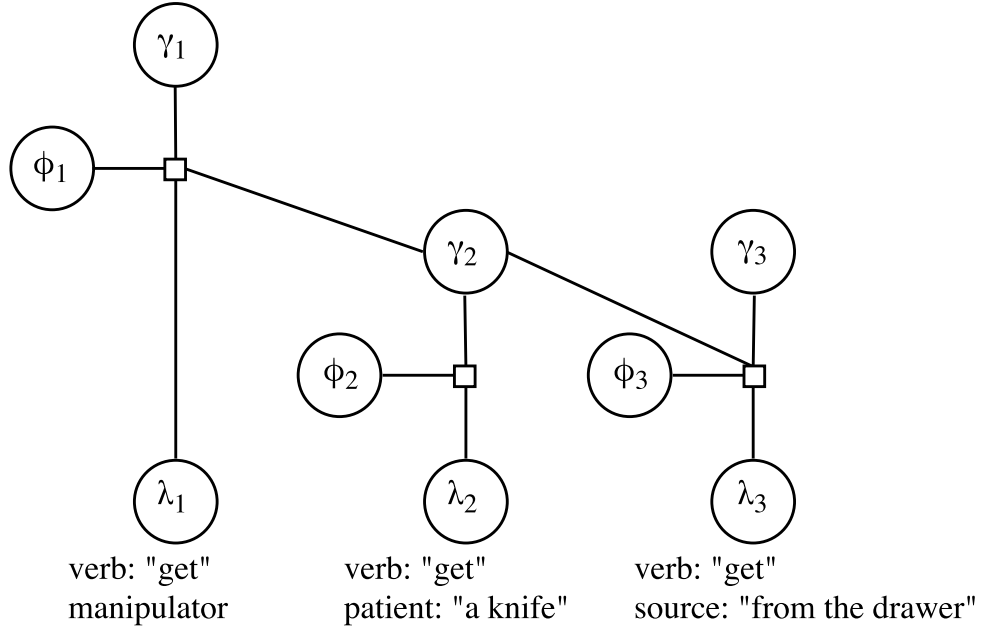 γ1
ϕ1
γ2
γ3
ϕ2
ϕ3
λ1
λ2
λ3
verb: "get"
manipulator
verb: "get"
patient: "a knife"
verb: "get"
source: "from the drawer"